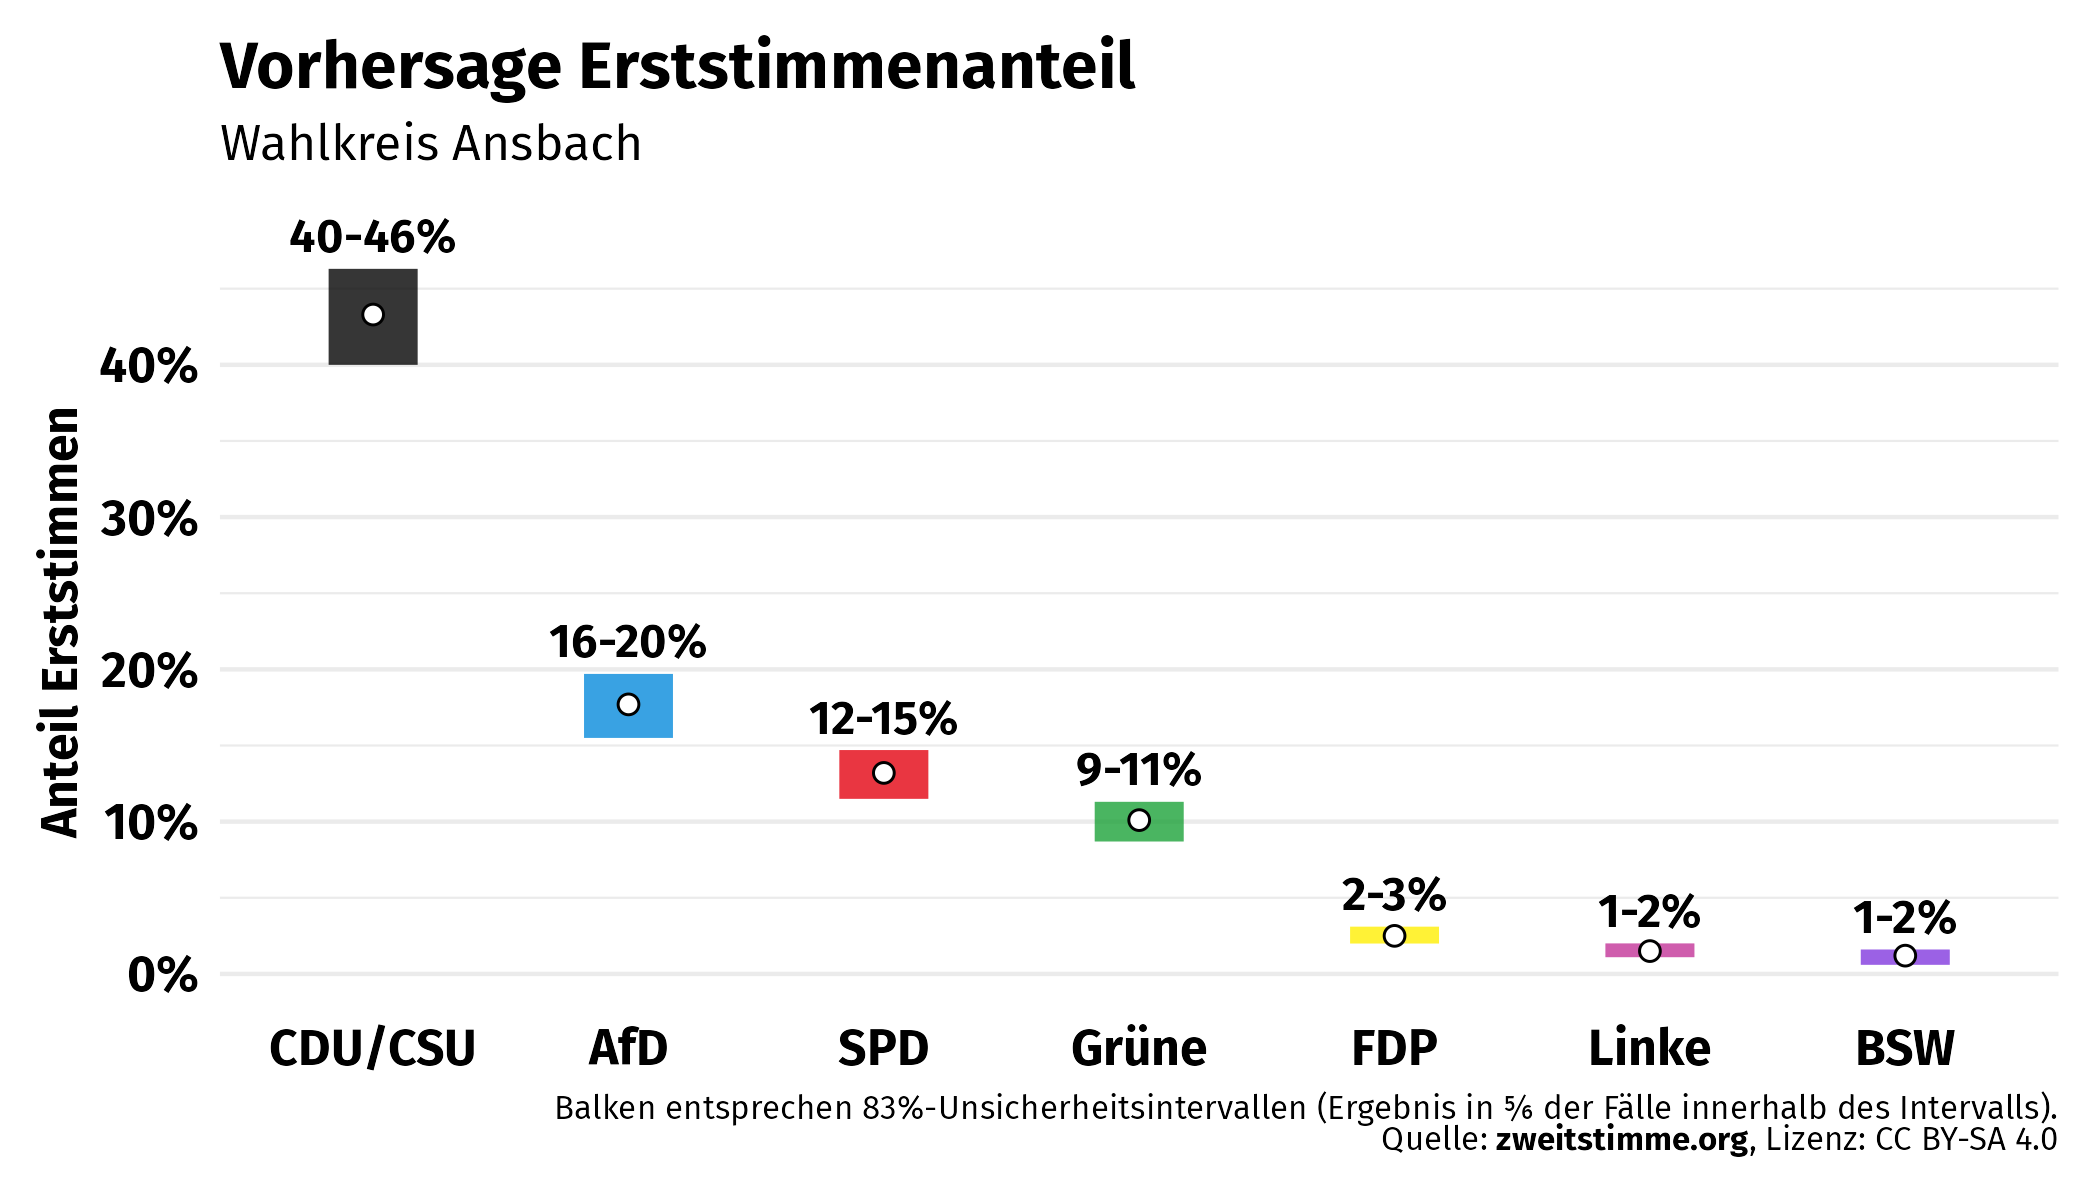 Vorhersage Erststimmenanteil
Wahlkreis Ansbach
Anteil Erststimmen
40%
30%
20%
10%
0%
40-46%
16-20%
12-15%
9-11%
2-3%
1-2%
1-2%
CDU/CSU AfD SPD Grüne FDP Linke BSW
Balken entsprechen 83%-Unsicherheitsintervallen (Ergebnis in ⅚ der Fälle innerhalb des Intervalls).
Quelle: zweitstimme.org, Lizenz: CC BY-SA 4.0